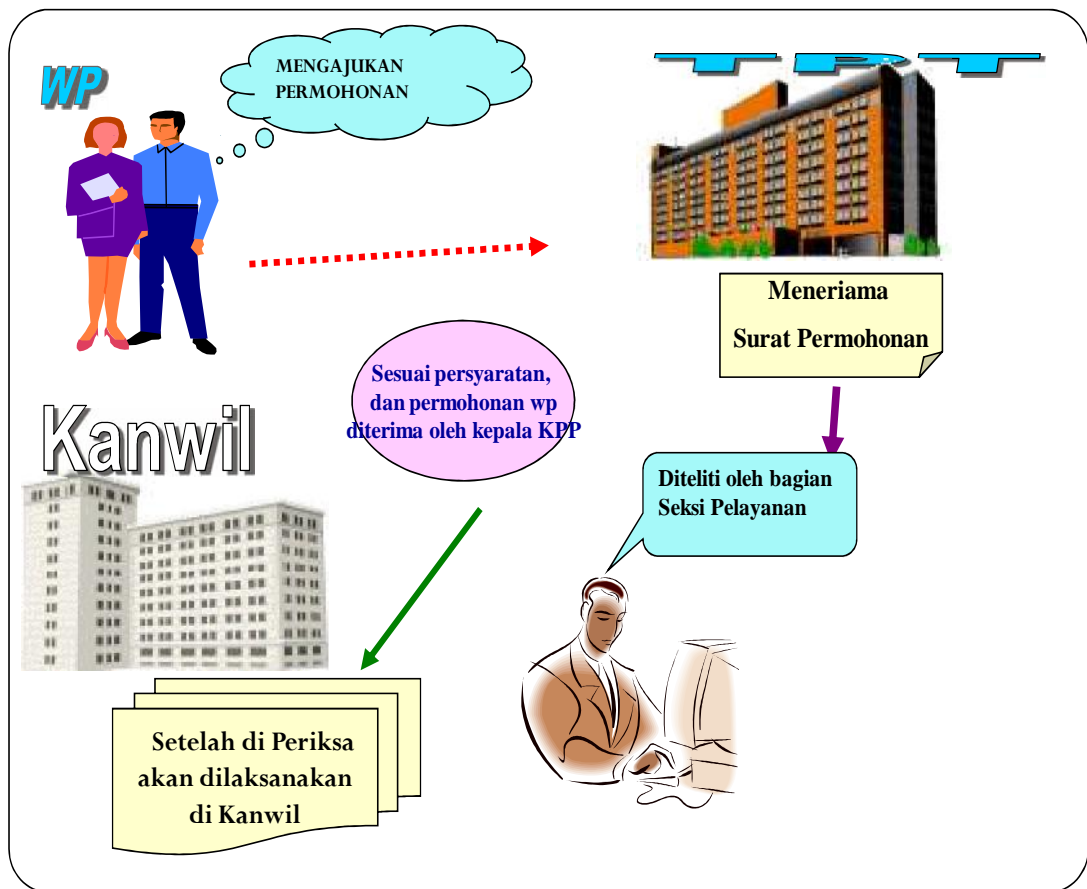 WP
MENGAJUKAN
PERMOHONAN
TPT
Meneriama
Surat Permohonan
Sesuai persyaratan,
dan permohonan wp
diterima oleh kepala KPP
Kanwil
Diteliti oleh bagian
Seksi Pelayanan
Setelah di Periksa
akan dilaksanakan
di Kanwil